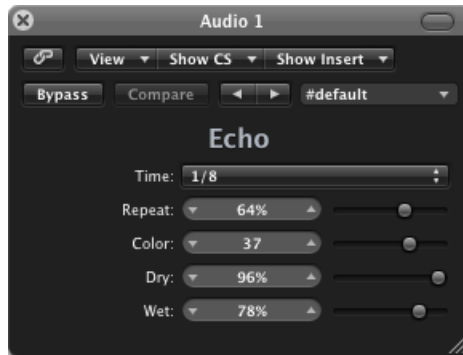 Audio 1
View Show CS Show Insert
Bypass Compare #default
Echo
Time: 1/8
Repeat: 64%
Color: 37
Dry: 96%
Wet: 78%